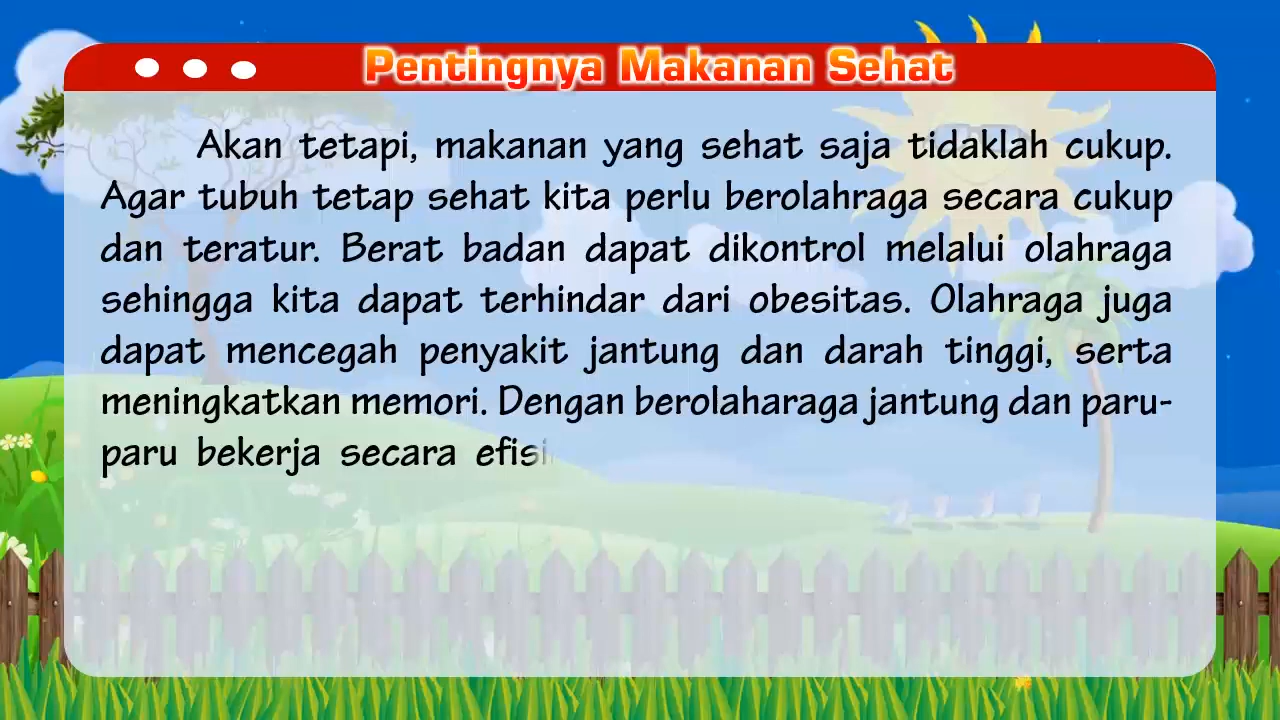 Pentingnya Makanan Sehat
Akan tetapi, makanan yang sehat saja tidaklah cukup.
Agar tubuh tetap sehat kita perlu berolahraga secara cukup
dan teratur. Berat badan dapat dikontrol melalui olahraga
sehingga kita dapat terhindar dari obesitas. Olahraga juga
dapat mencegah penyakit jantung dan darah tinggi, serta
meningkatkan memori. Dengan berolaharaga jantung dan paru-
paru bekerja secara